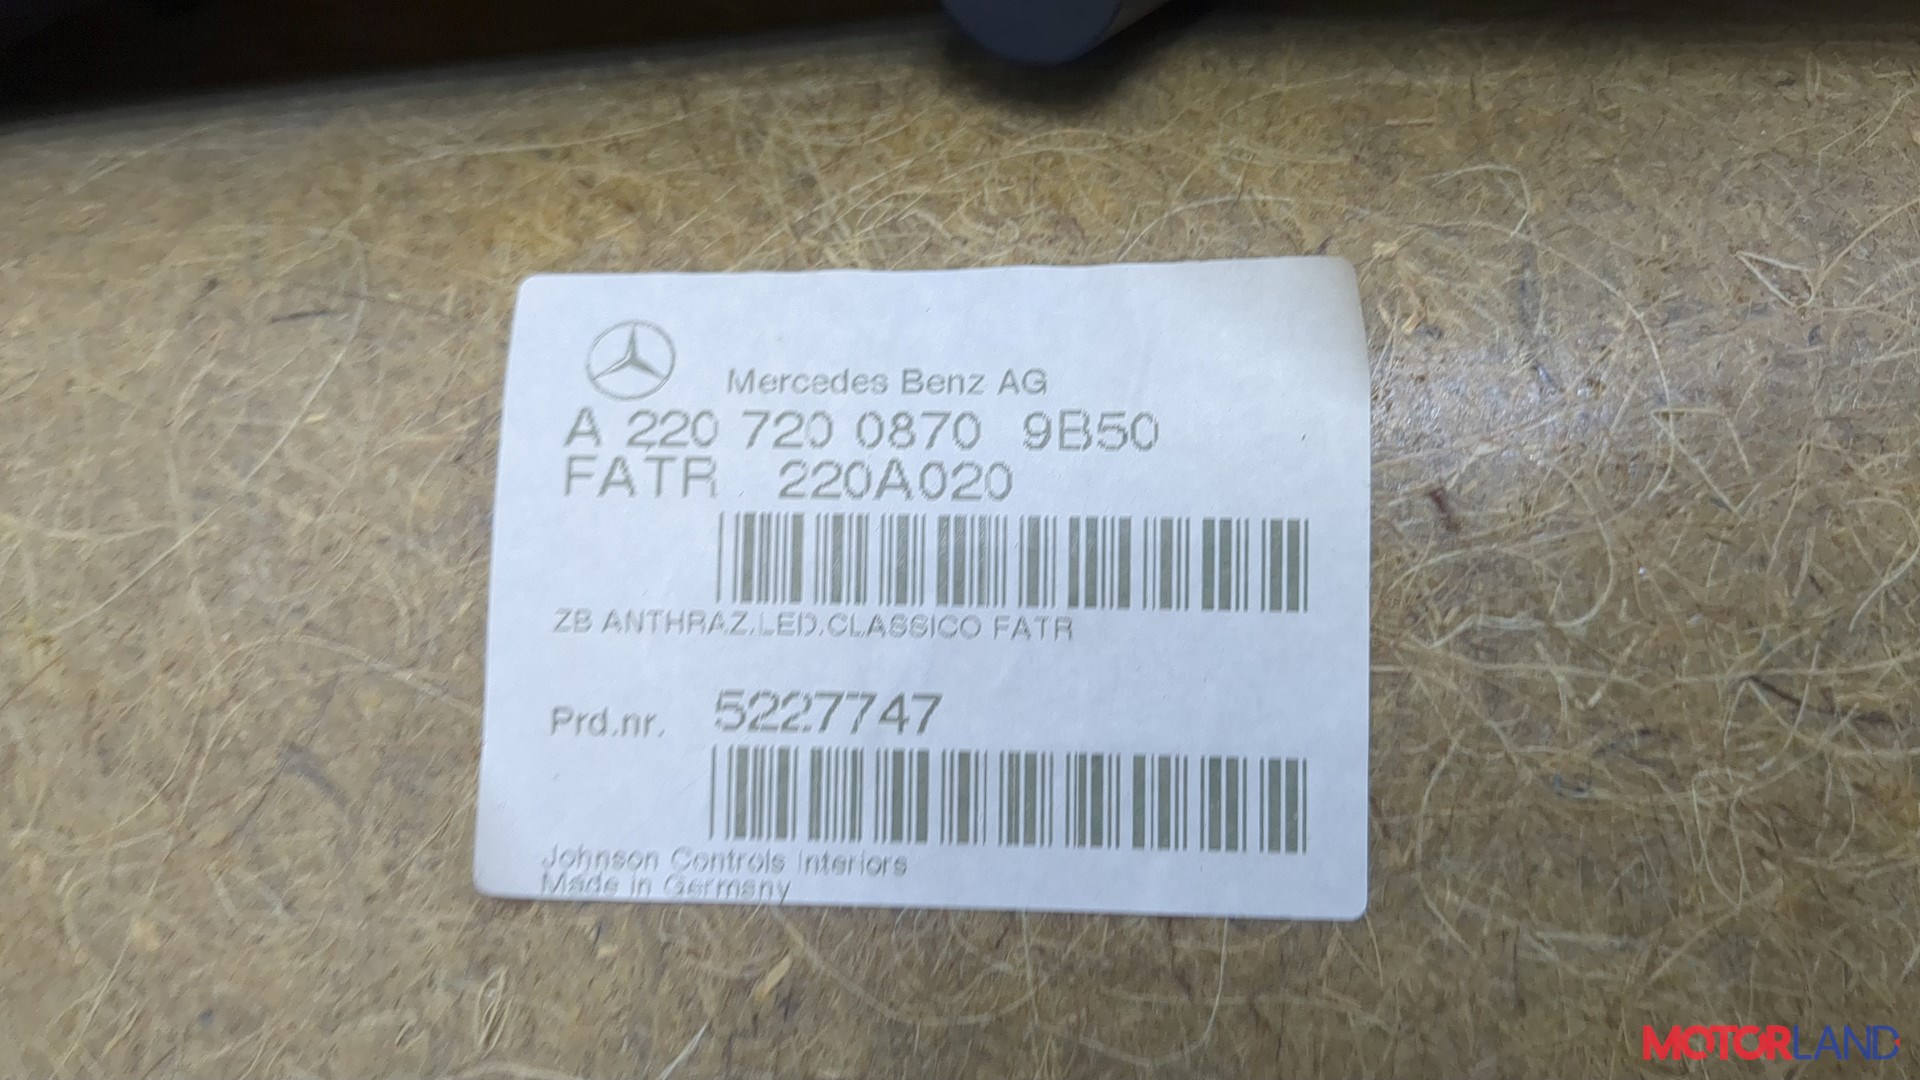 Mercedes Benz AG
A 220 720 0870 9B50
FATR 220A020
ZB ANTHRAZ.LED.CLASSICO FATR
Prd.nr. 5227747
Johnson Controls Interiors
Made in Germany
MOTORLAND